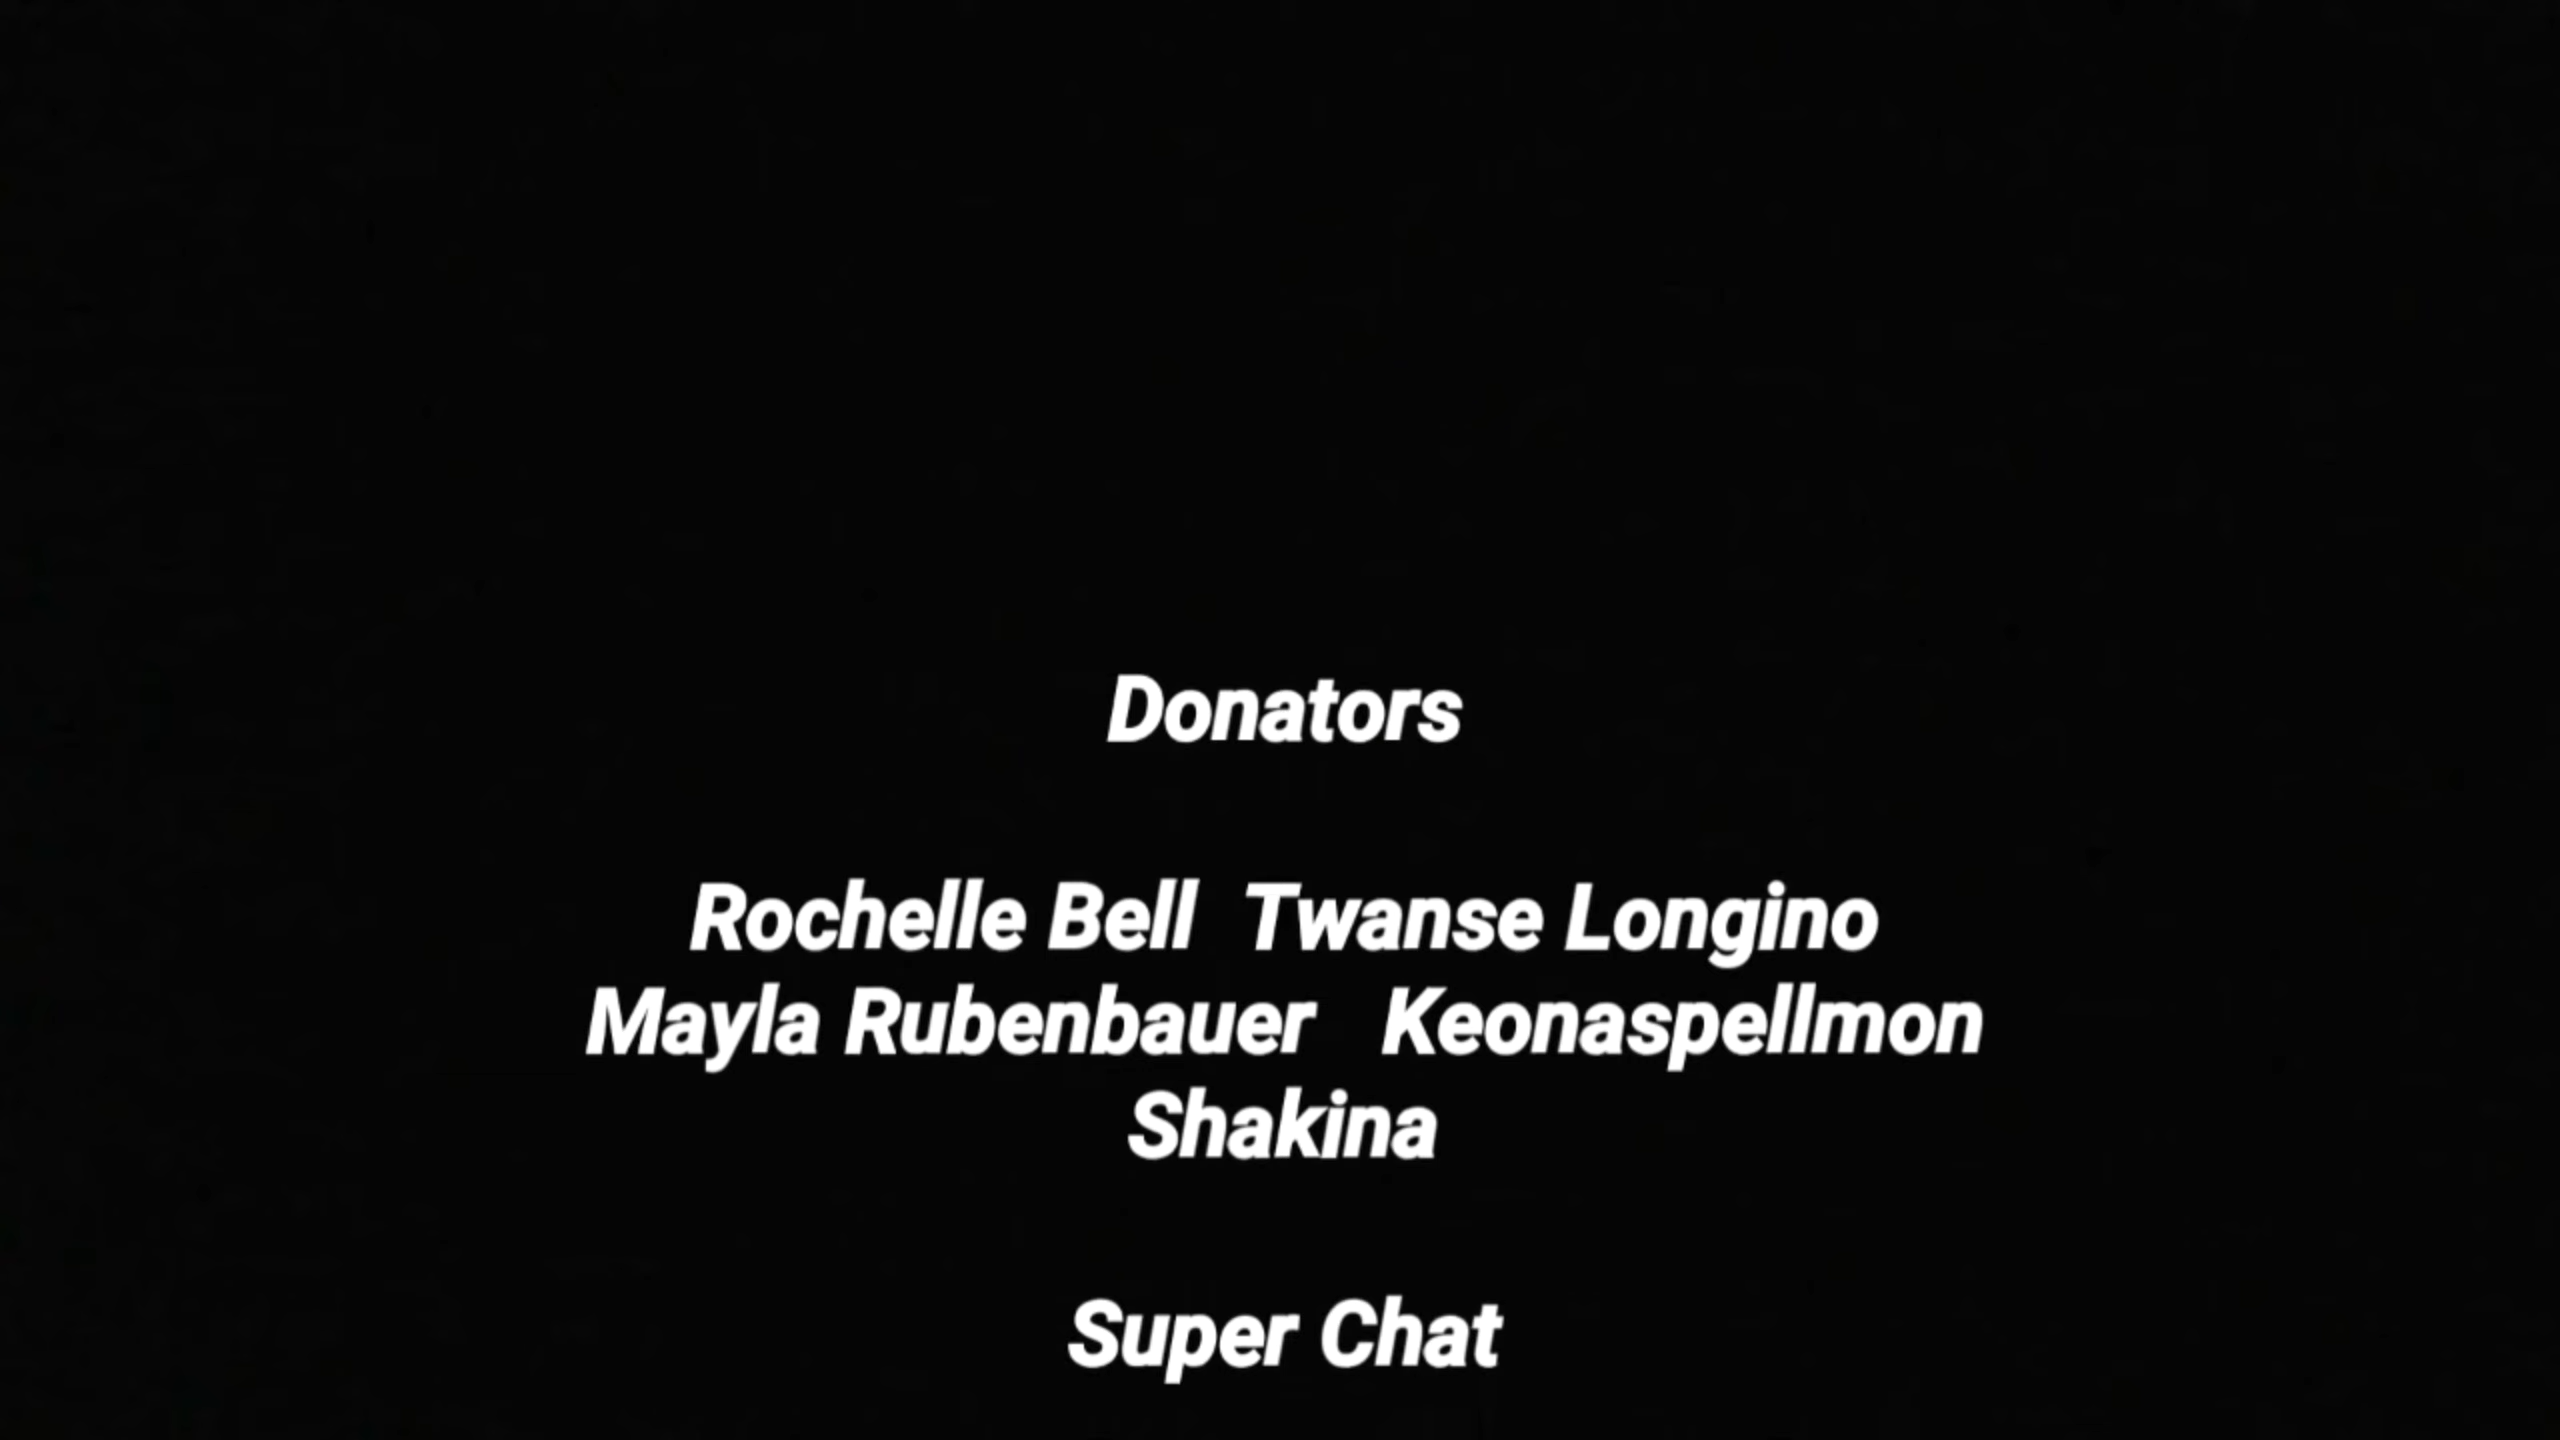 Donators
Rochelle Bell  Twanse Longino
Mayla Rubenbauer   Keonaspellmon
Shakina
Super Chat